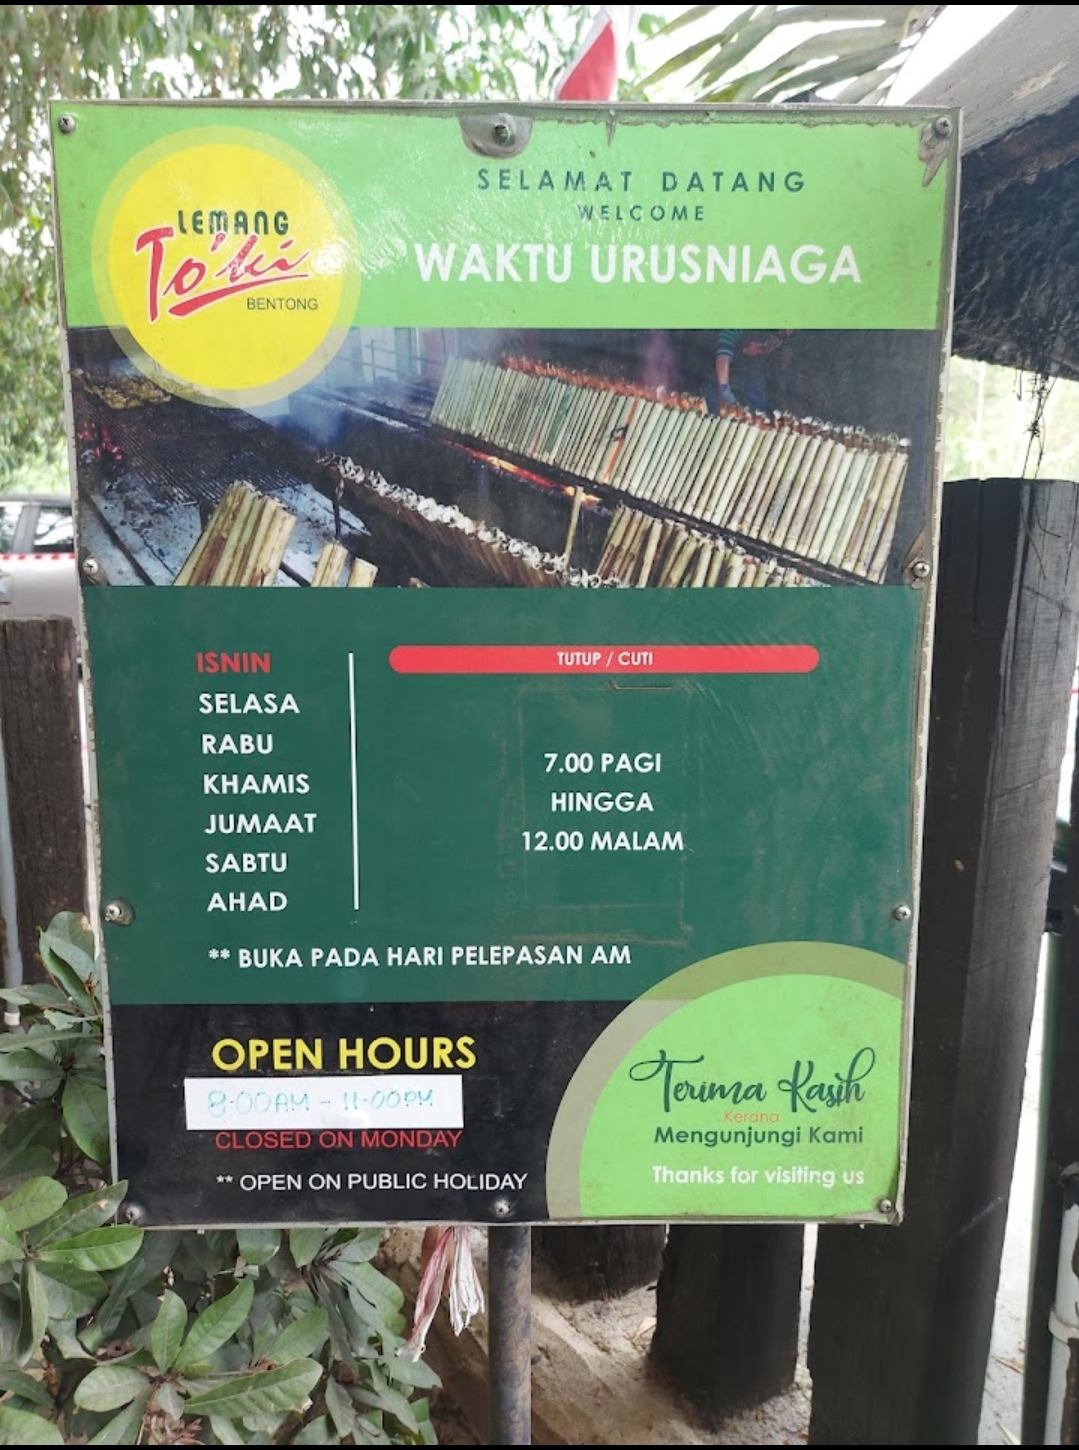 LEMANG
To'ki
BENTONG
SELAMAT DATANG
WELCOME
WAKTU URUSNIAGA
ISNIN
TUTUP / CUTI
SELASA
RABU
KHAMIS
JUMAAT
SABTU
AHAD
7.00 PAGI
HINGGA
12.00 MALAM
** BUKA PADA HARI PELEPASAN AM
OPEN HOURS
8.00AM - 11.00PM
CLOSED ON MONDAY
** OPEN ON PUBLIC HOLIDAY
Terima Kasih
Kerana
Mengunjungi Kami
Thanks for visiting us